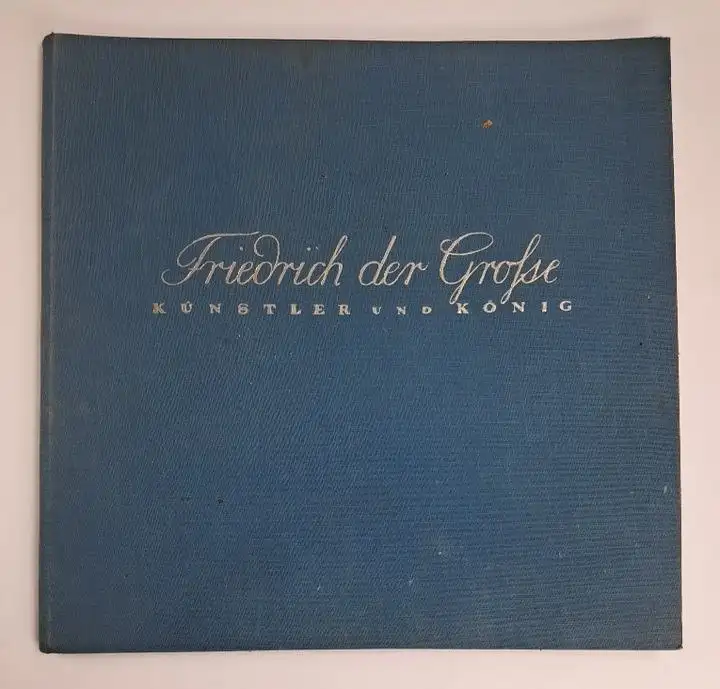 Friedrich der Große
KÜNSTLER UND KÖNIG